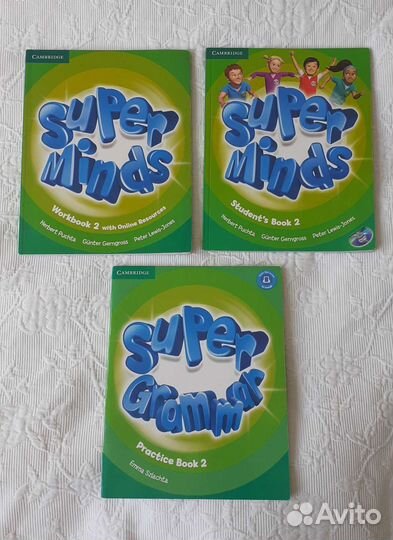 CAMBRIDGE
Super
Minds
Workbook 2 with Online Resources
Herbert Puchta Günter Gerngross Peter Lewis-Jones
CAMBRIDGE
Super
Minds
Student's Book 2
Herbert Puchta Günter Gerngross Peter Lewis-Jones
CAMBRIDGE
Super
Grammar
Practice Book 2
Emma Szlachta
Avito